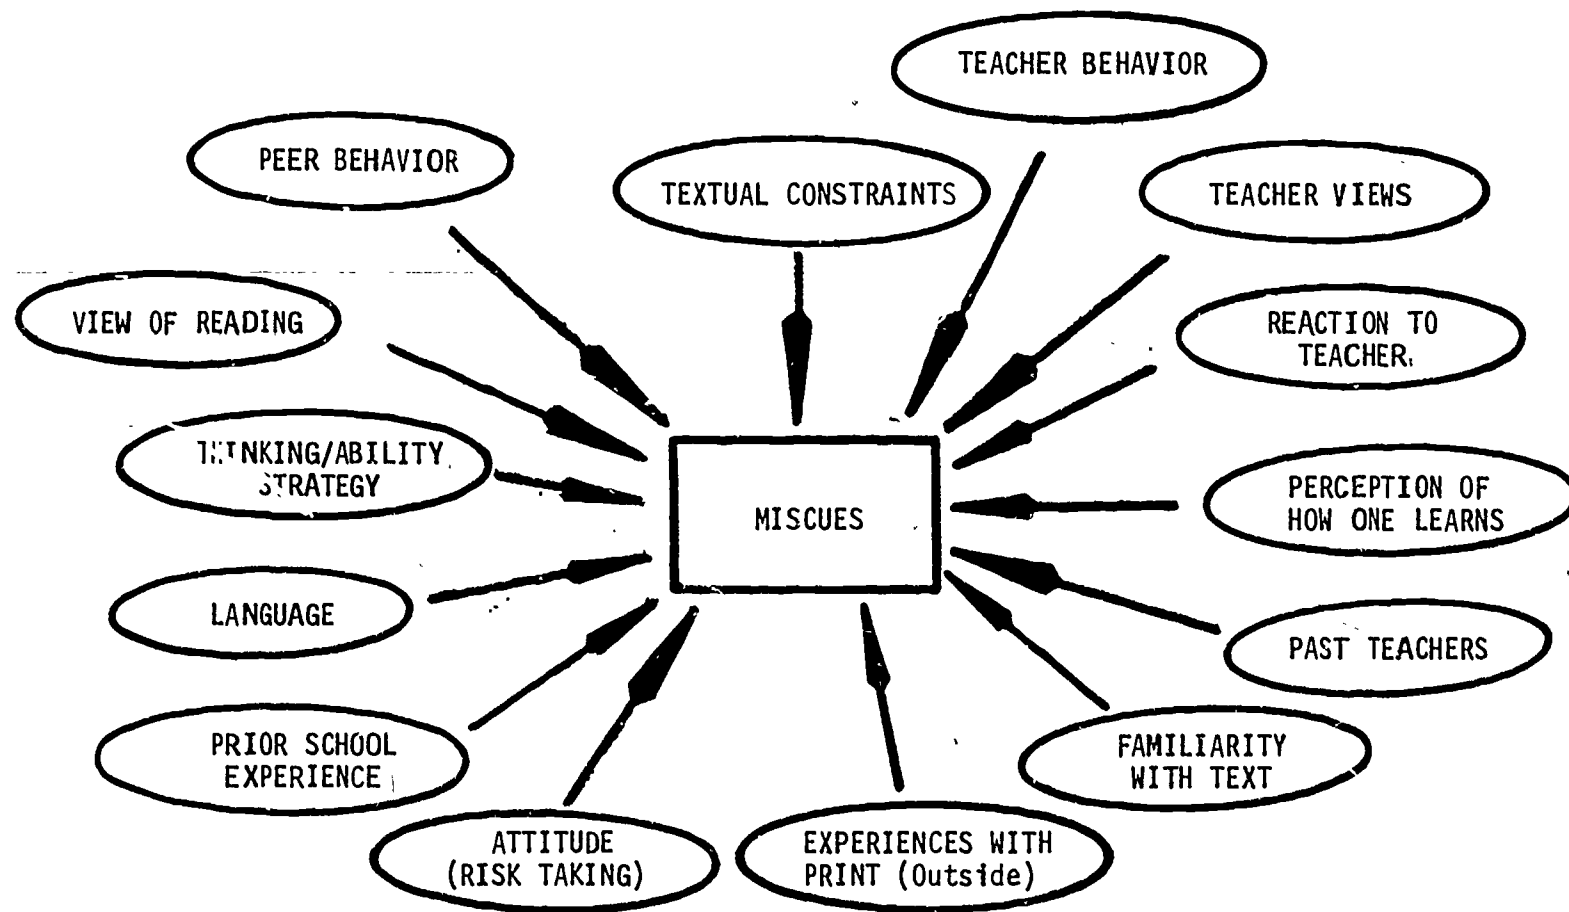 TEACHER BEHAVIOR
PEER BEHAVIOR
TEXTUAL CONSTRAINTS
TEACHER VIEWS
VIEW OF READING
REACTION TO
TEACHER
THINKING/ABILITY
STRATEGY
MISCUES
PERCEPTION OF
HOW ONE LEARNS
LANGUAGE
PAST TEACHERS
PRIOR SCHOOL
EXPERIENCE
FAMILIARITY
WITH TEXT
ATTITUDE
(RISK TAKING)
EXPERIENCES WITH
PRINT (Outside)